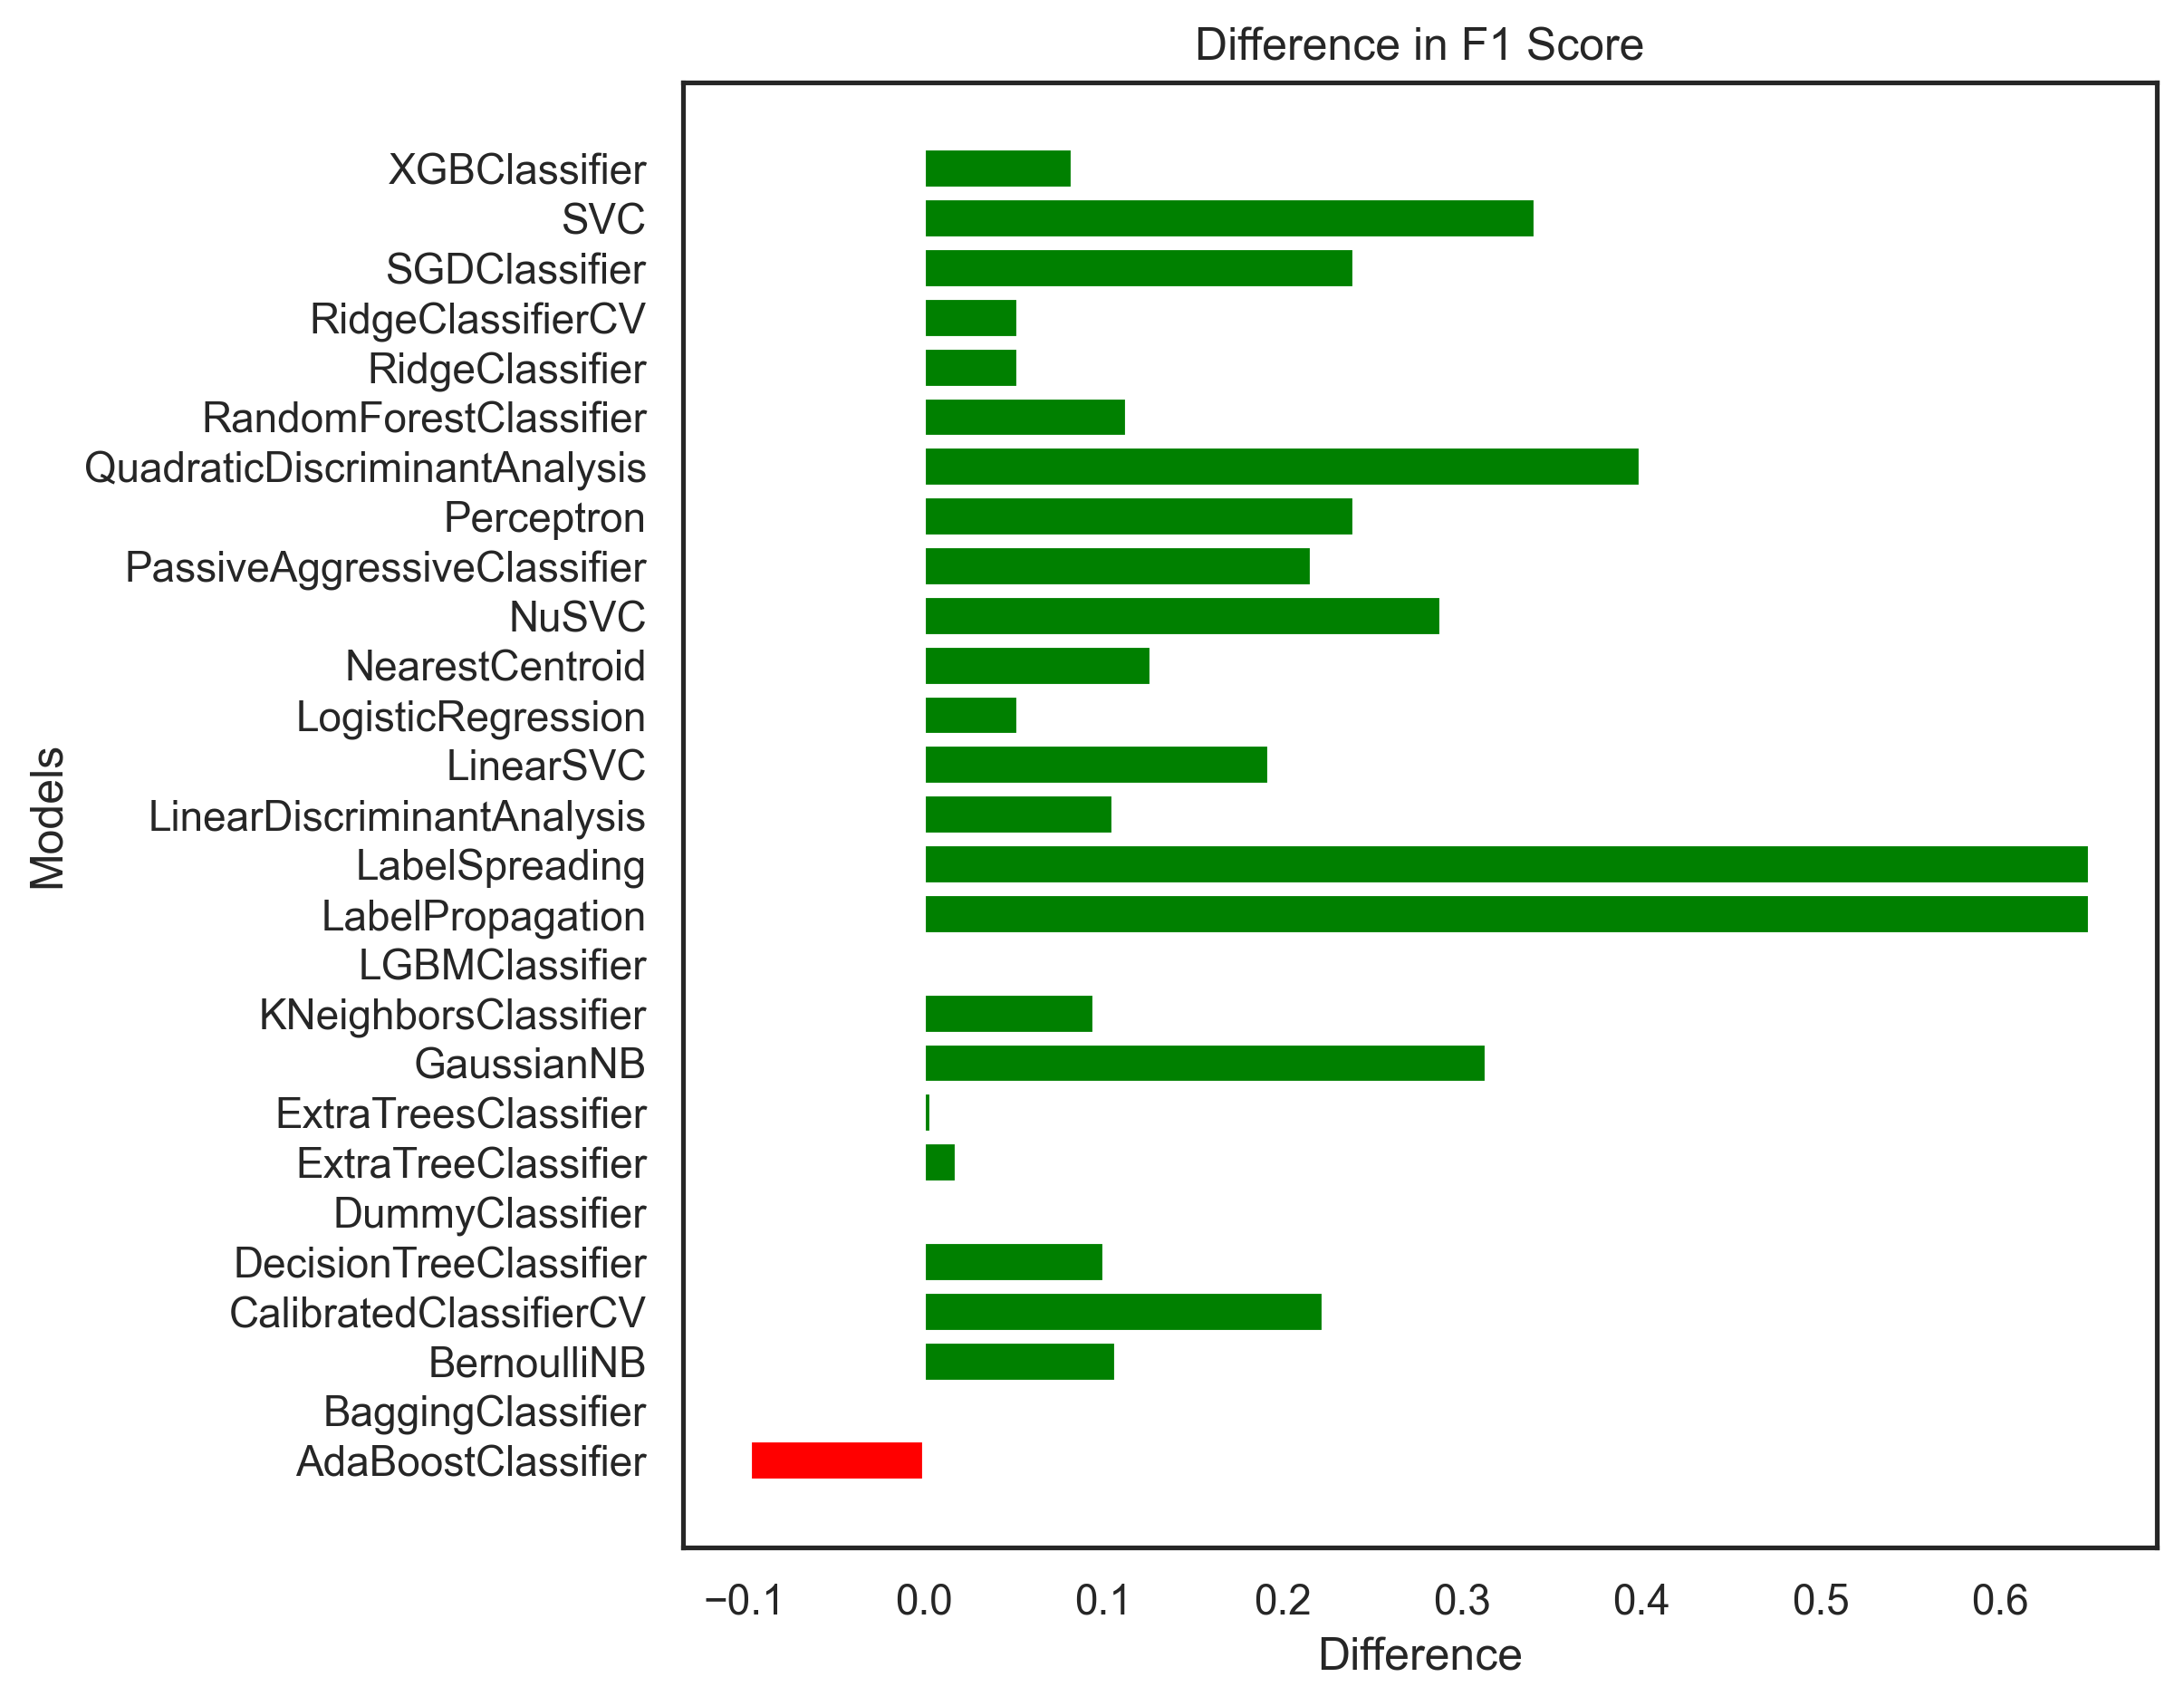 Difference in F1 Score
XGBClassifier
SVC
SGDClassifier
RidgeClassifierCV
RidgeClassifier
RandomForestClassifier
QuadraticDiscriminantAnalysis
Perceptron
PassiveAggressiveClassifier
NuSVC
NearestCentroid
LogisticRegression
LinearSVC
LinearDiscriminantAnalysis
LabelSpreading
LabelPropagation
LGBMClassifier
KNeighborsClassifier
GaussianNB
ExtraTreesClassifier
ExtraTreeClassifier
DummyClassifier
DecisionTreeClassifier
CalibratedClassifierCV
BernoulliNB
BaggingClassifier
AdaBoostClassifier
Models
−0.1 0.0 0.1 0.2 0.3 0.4 0.5 0.6
Difference